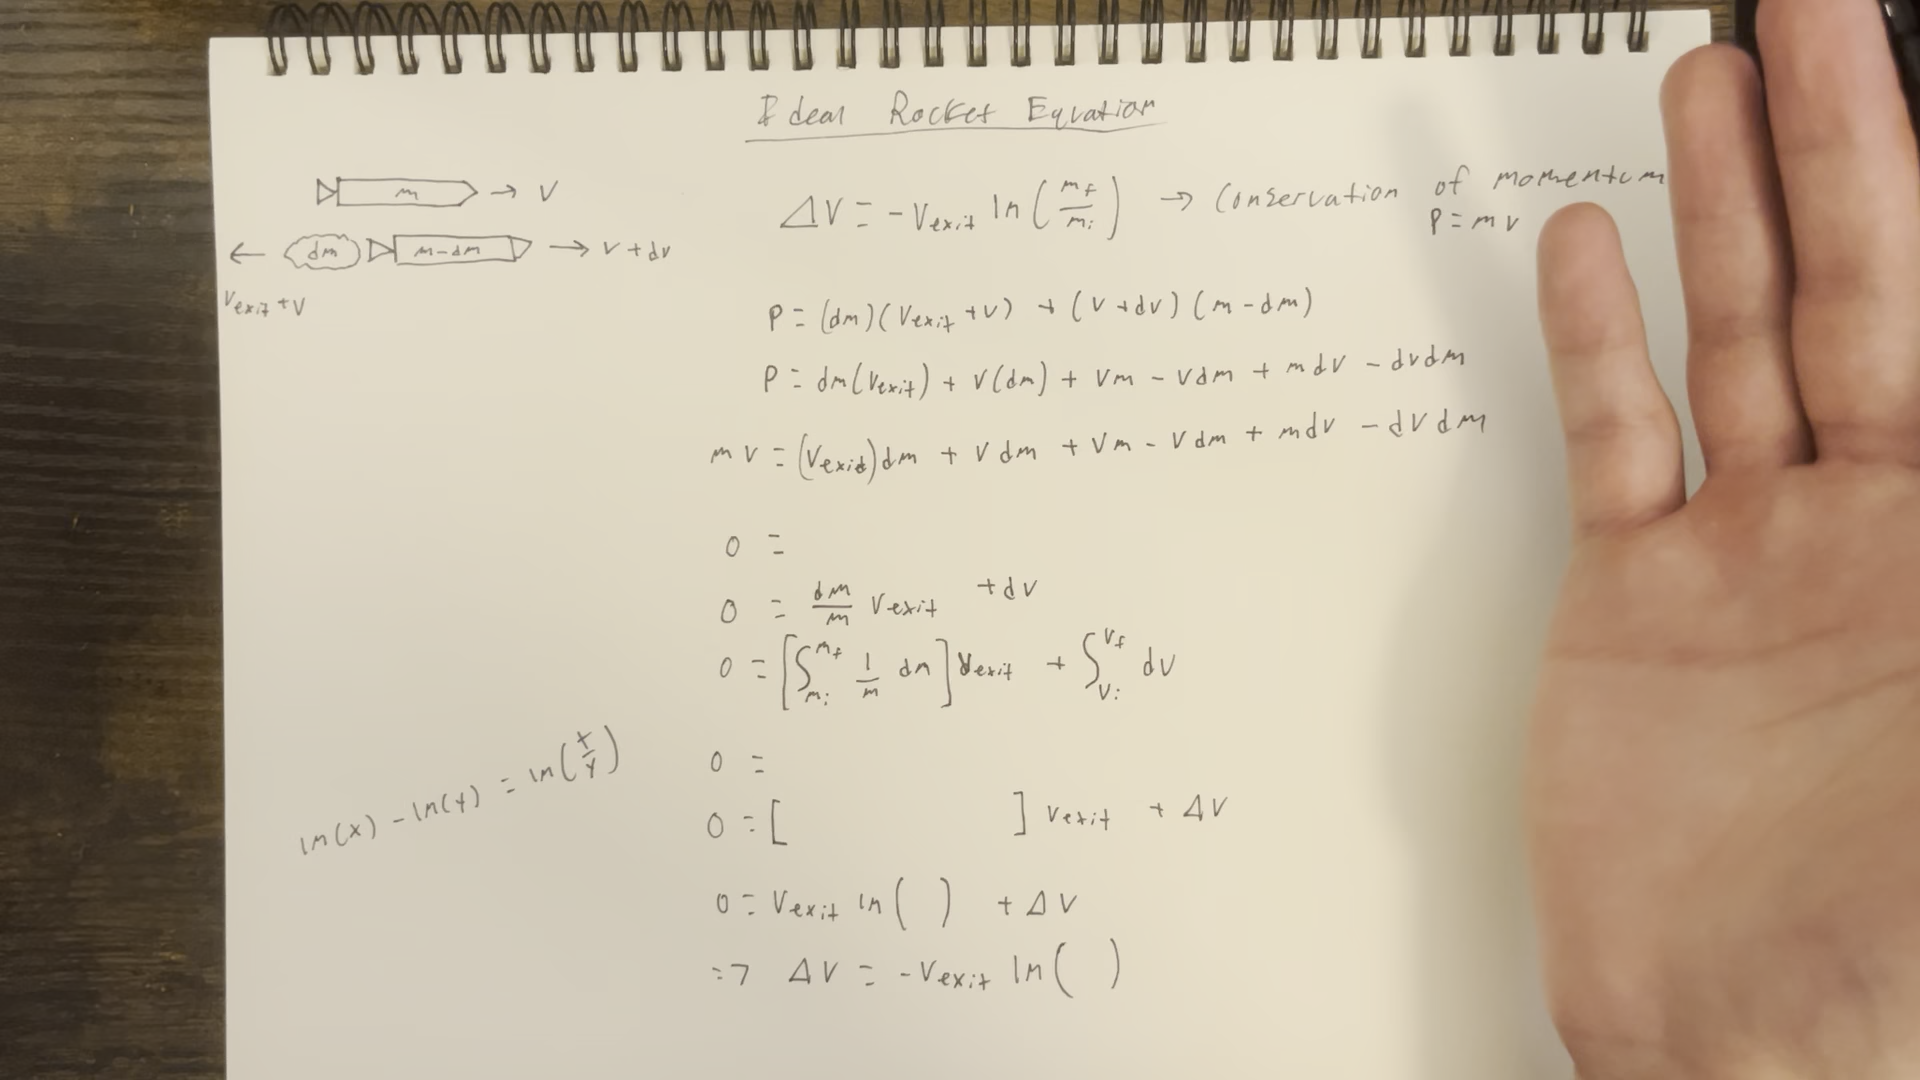 Ideal Rocket Equation
m → V
ΔV = -Vexit ln(mf/mi) → Conservation of momentum
P = mv
← dm m-dm → V + dv
Vexit + V
P = (dm)(Vexit + V) + (V + dV)(m - dm)
P = dm(Vexit) + V(dm) + Vm - Vdm + mdV - dvdm
mV = (Vexit)dm + Vdm + Vm - Vdm + mdV - dVdm
0 =
0 = dm/m Vexit + dV
0 = [∫mi^mf 1/m dm] Vexit + ∫Vi^Vf dV
ln(x) - ln(y) = ln(x/y)
0 =
0 = [ ] Vexit + ΔV
0 = Vexit ln( ) + ΔV
=> ΔV = -Vexit ln( )